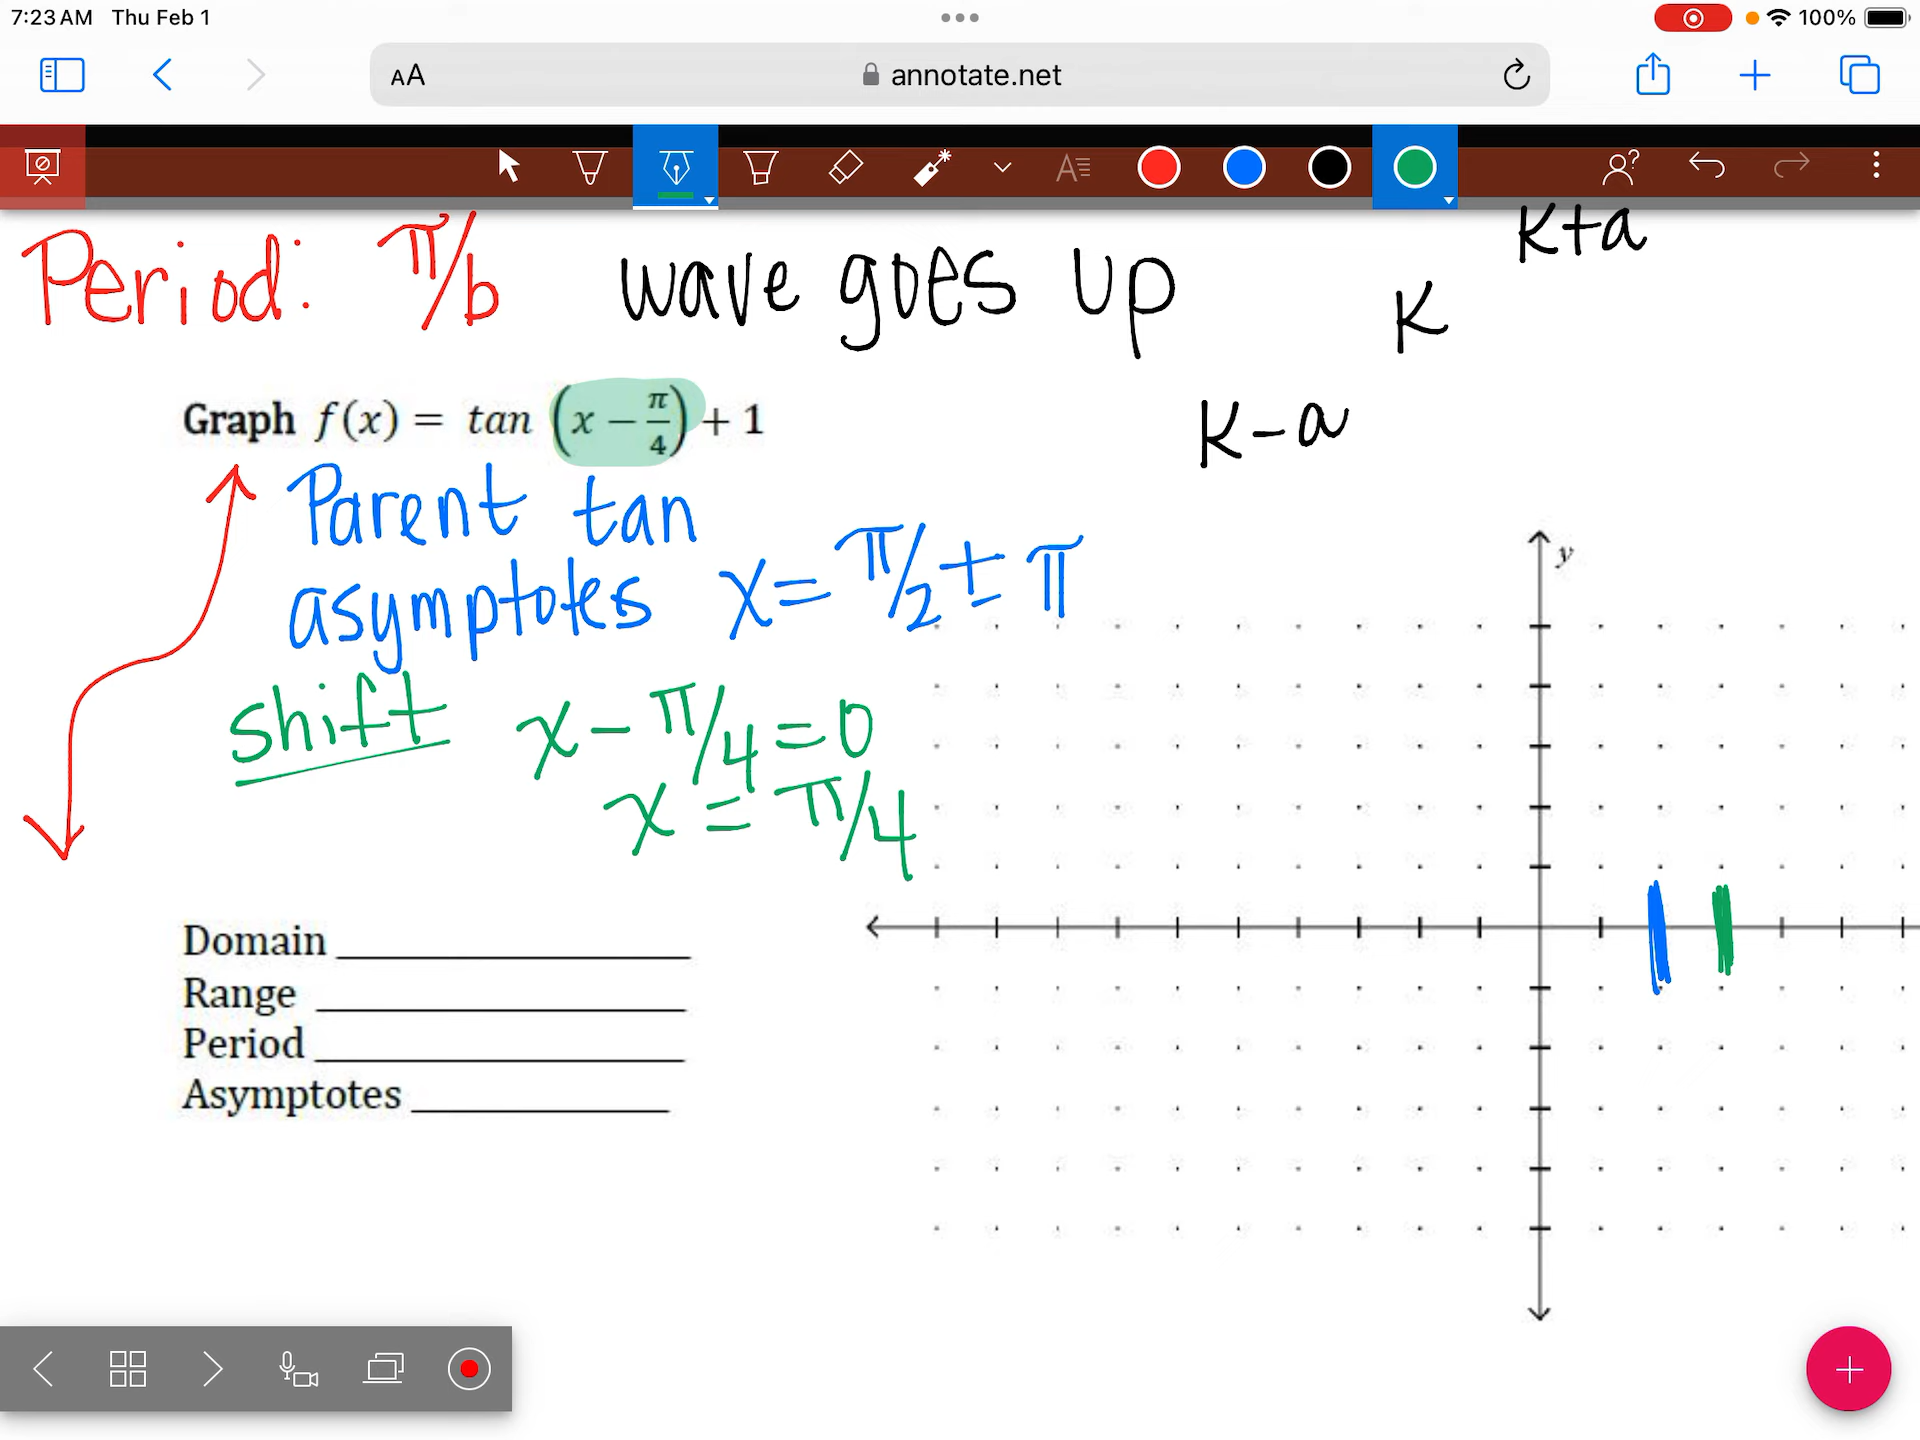 7:23 AM Thu Feb 1
100%
AA
annotate.net
Period: π/b wave goes up
K+a
K
K-a
Graph f(x) = tan (x − π/4) + 1
Parent tan
asymptotes x = π/2 ± π
shift x - π/4 = 0
x = π/4
y
Domain
Range
Period
Asymptotes